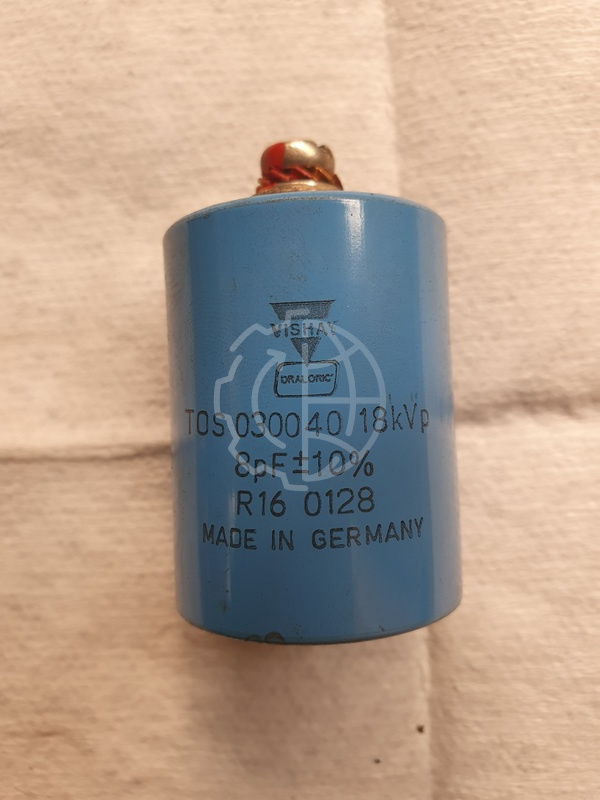 VISHAY
DRALORIC
TOS 030040 18kVp
8pF ± 10%
R16 0128
MADE IN GERMANY